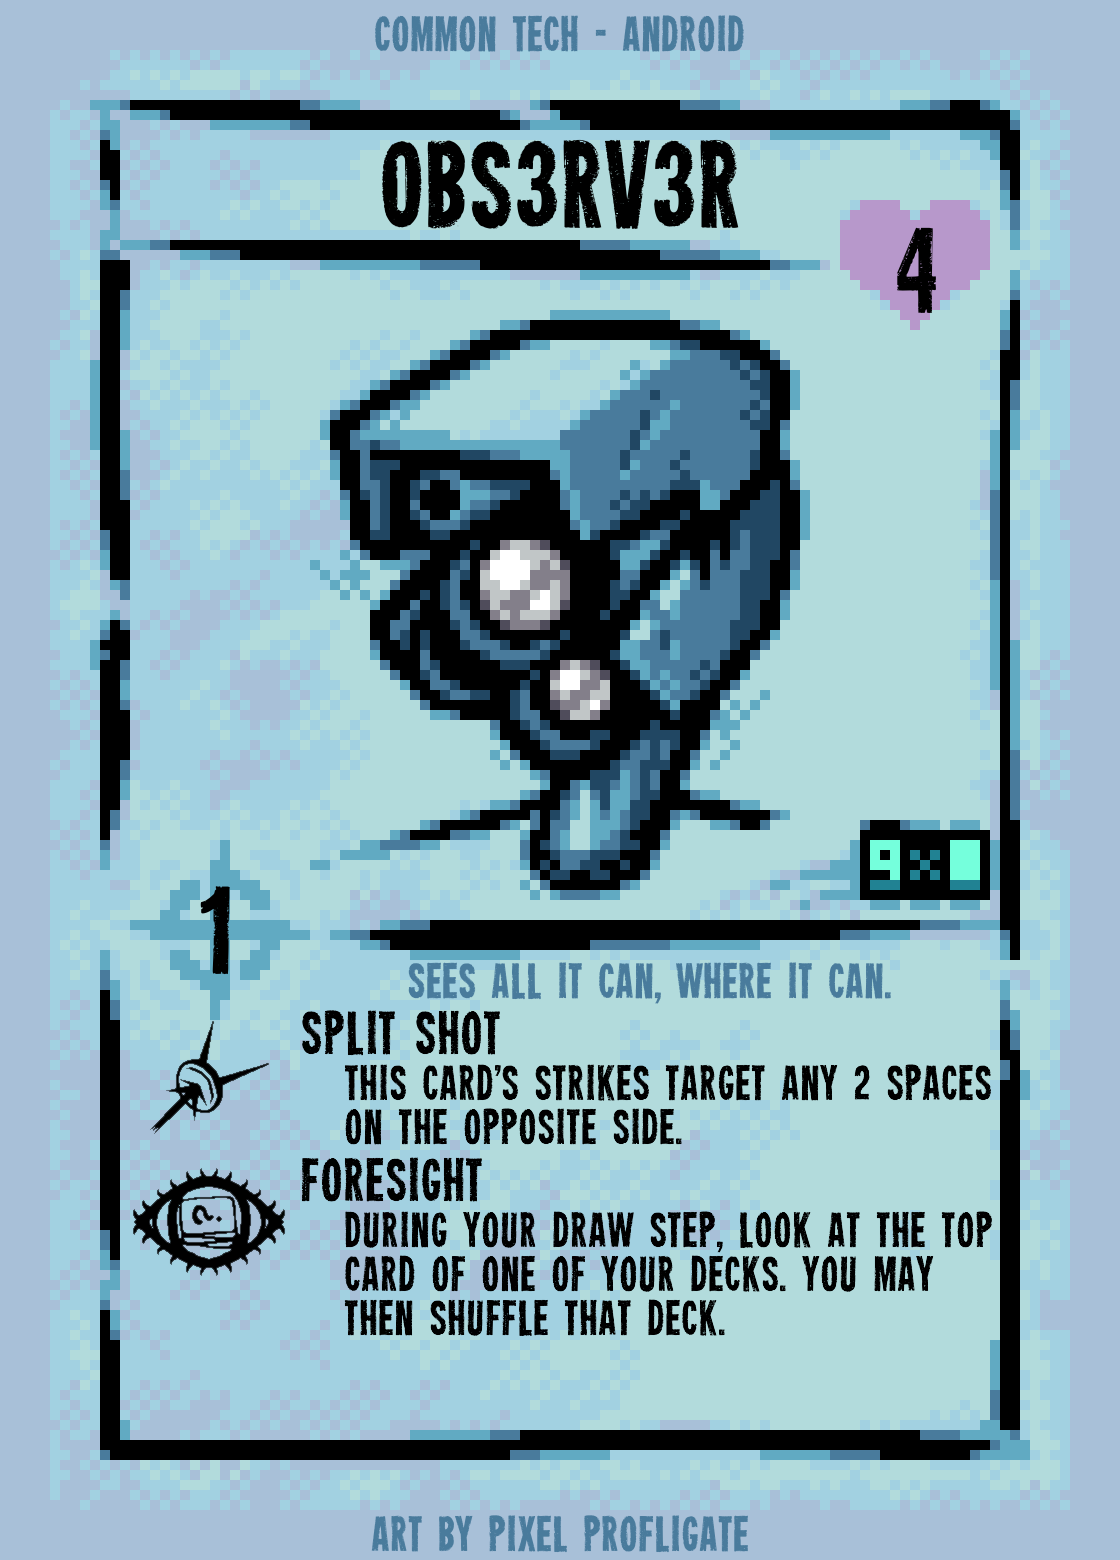 COMMON TECH - ANDROID
OBS3RV3R
4
9
1
SEES ALL IT CAN, WHERE IT CAN.
SPLIT SHOT
THIS CARD'S STRIKES TARGET ANY 2 SPACES
ON THE OPPOSITE SIDE.
?.
FORESIGHT
DURING YOUR DRAW STEP, LOOK AT THE TOP
CARD OF ONE OF YOUR DECKS. YOU MAY
THEN SHUFFLE THAT DECK.
ART BY PIXEL PROFLIGATE